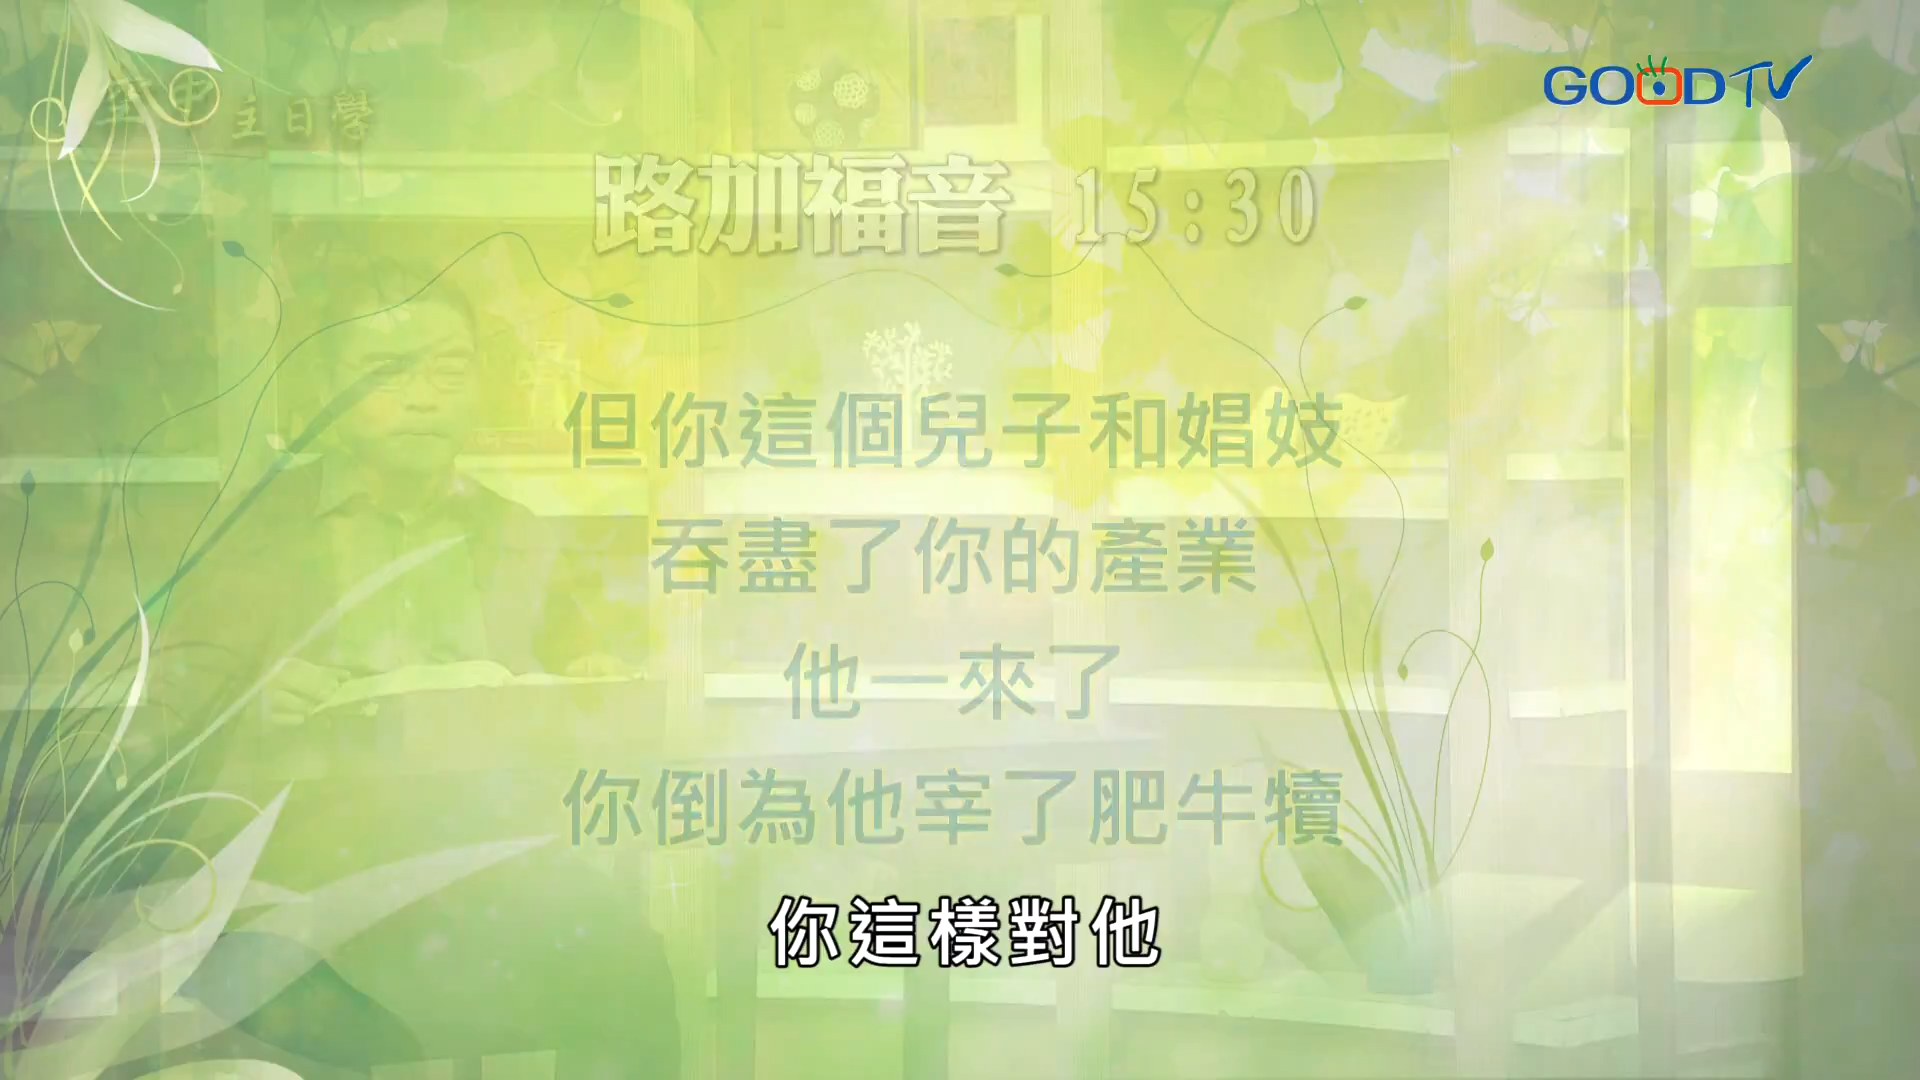 GOODTV
空中主日學
路加福音 15:30
但你這個兒子和娼妓
吞盡了你的產業
他一來了
你倒為他宰了肥牛犢
你這樣對他